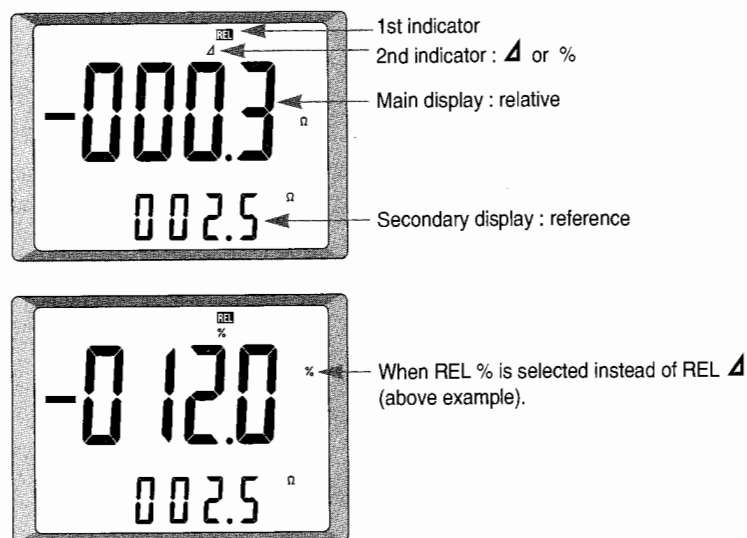 REL
1st indicator
⊿
2nd indicator : ⊿ or %
-000.3
Ω
Main display : relative
002.5
Ω
Secondary display : reference
REL
%
-012.0
%
When REL % is selected instead of REL ⊿
(above example).
002.5
Ω